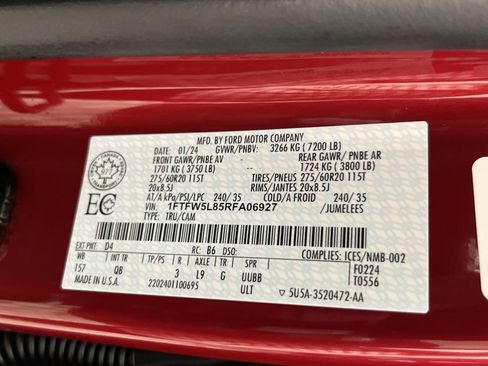 MFD. BY FORD MOTOR COMPANY
01/24 GVWR/PNBV: 3266 KG ( 7200 LB)
FRONT GAWR/PNBE AV REAR GAWR/PNBE AR
1701 KG ( 3750 LB) 1724 KG ( 3800 LB)
275/60R20 115T TIRES/PNEUS 275/60R20 115T
20x8.5J RIMS/JANTES 20x8.5J
AT/A kPa/PSI/LPC 240/ 35 COLD/A FROID 240/ 35
VIN: 1FTFW5L85RFA06927 /JUMELEES
TYPE: TRU/CAM
EC
EXT PNT: D4 RC: B6 DSO: COMPLIES: ICES/NMB-002
WB TP/PS R AXLE TR SPR F0224
157 QB 3 L9 G UUBB T0556
MADE IN U.S.A. 2202401100695 ULT ▽ 5U5A-3520472-AA